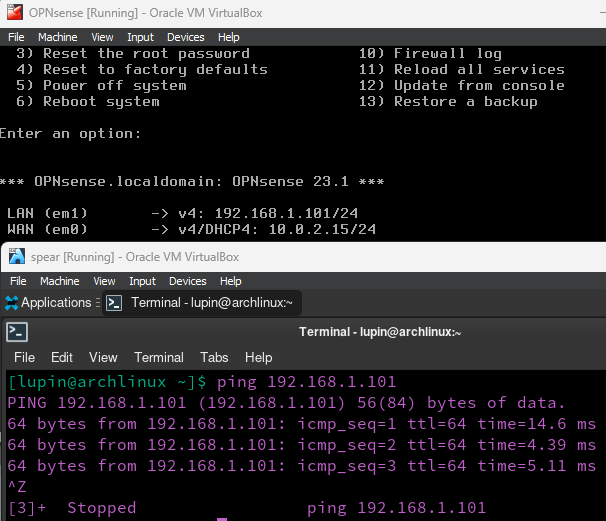 OPNsense [Running] - Oracle VM VirtualBox
File Machine View Input Devices Help
3) Reset the root password 10) Firewall log
4) Reset to factory defaults 11) Reload all services
5) Power off system 12) Update from console
6) Reboot system 13) Restore a backup
Enter an option:
*** OPNsense.localdomain: OPNsense 23.1 ***
LAN (em1) -> v4: 192.168.1.101/24
WAN (em0) -> v4/DHCP4: 10.0.2.15/24
spear [Running] - Oracle VM VirtualBox
File Machine View Input Devices Help
Applications Terminal - lupin@archlinux:~
Terminal - lupin@archlinux:~
File Edit View Terminal Tabs Help
[lupin@archlinux ~]$ ping 192.168.1.101
PING 192.168.1.101 (192.168.1.101) 56(84) bytes of data.
64 bytes from 192.168.1.101: icmp_seq=1 ttl=64 time=14.6 ms
64 bytes from 192.168.1.101: icmp_seq=2 ttl=64 time=4.39 ms
64 bytes from 192.168.1.101: icmp_seq=3 ttl=64 time=5.11 ms
^Z
[3]+ Stopped ping 192.168.1.101